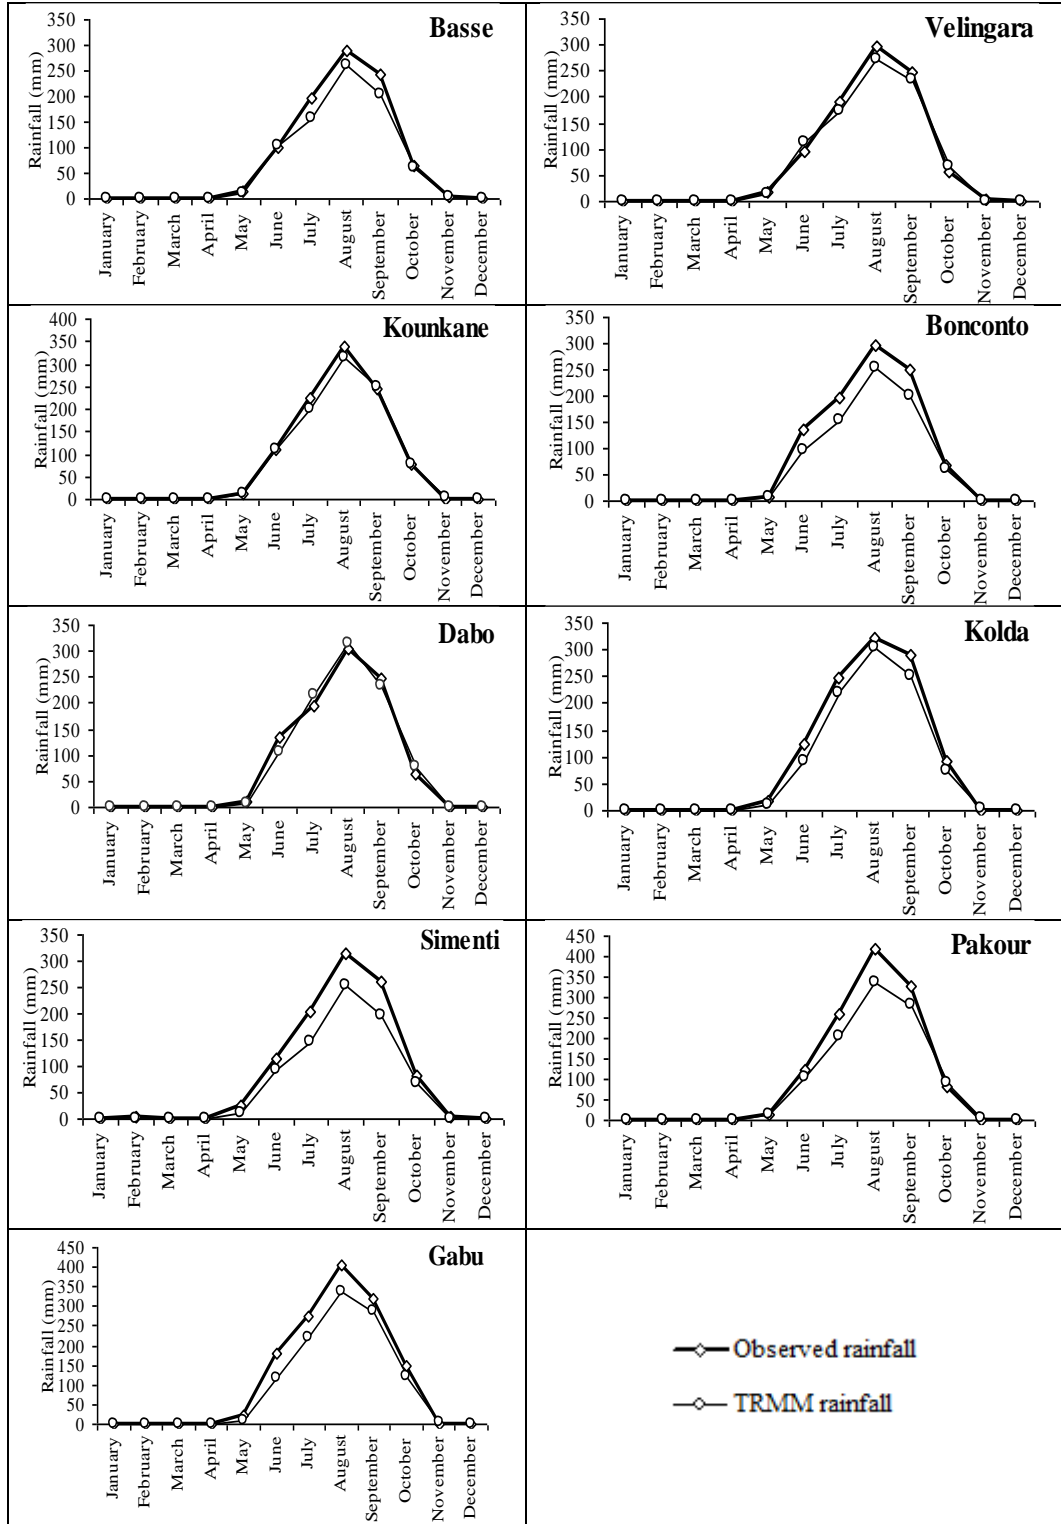 Basse
Rainfall (mm)
350
300
250
200
150
100
50
0
January
February
March
April
May
June
July
August
September
October
November
December
Velingara
Rainfall (mm)
350
300
250
200
150
100
50
0
January
February
March
April
May
June
July
August
September
October
November
December
Kounkane
Rainfall (mm)
400
350
300
250
200
150
100
50
0
January
February
March
April
May
June
July
August
September
October
November
December
Bonconto
Rainfall (mm)
350
300
250
200
150
100
50
0
January
February
March
April
May
June
July
August
September
October
November
December
Dabo
Rainfall (mm)
350
300
250
200
150
100
50
0
January
February
March
April
May
June
July
August
September
October
November
December
Kolda
Rainfall (mm)
350
300
250
200
150
100
50
0
January
February
March
April
May
June
July
August
September
October
November
December
Simenti
Rainfall (mm)
350
300
250
200
150
100
50
0
January
February
March
April
May
June
July
August
September
October
November
December
Pakour
Rainfall (mm)
450
400
350
300
250
200
150
100
50
0
January
February
March
April
May
June
July
August
September
October
November
December
Gabu
Rainfall (mm)
450
400
350
300
250
200
150
100
50
0
January
February
March
April
May
June
July
August
September
October
November
December
Observed rainfall
TRMM rainfall